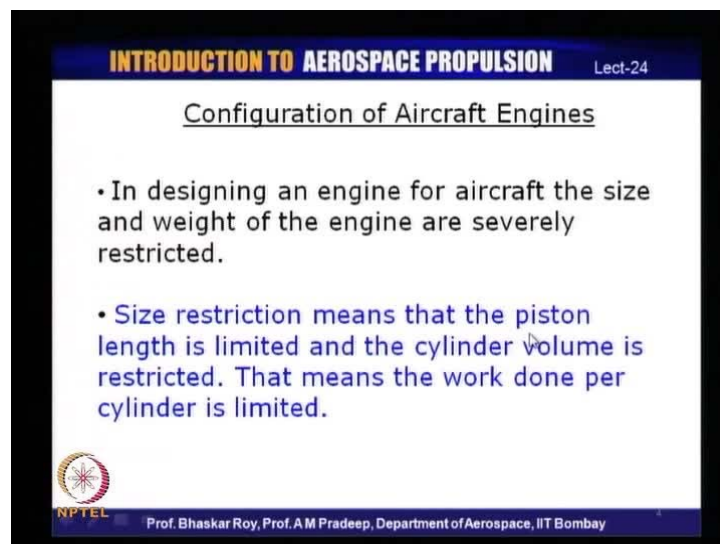 INTRODUCTION TO AEROSPACE PROPULSION Lect-24
Configuration of Aircraft Engines
• In designing an engine for aircraft the size
and weight of the engine are severely
restricted.
• Size restriction means that the piston
length is limited and the cylinder volume is
restricted. That means the work done per
cylinder is limited.
NPTEL
Prof. Bhaskar Roy, Prof. A M Pradeep, Department of Aerospace, IIT Bombay
4